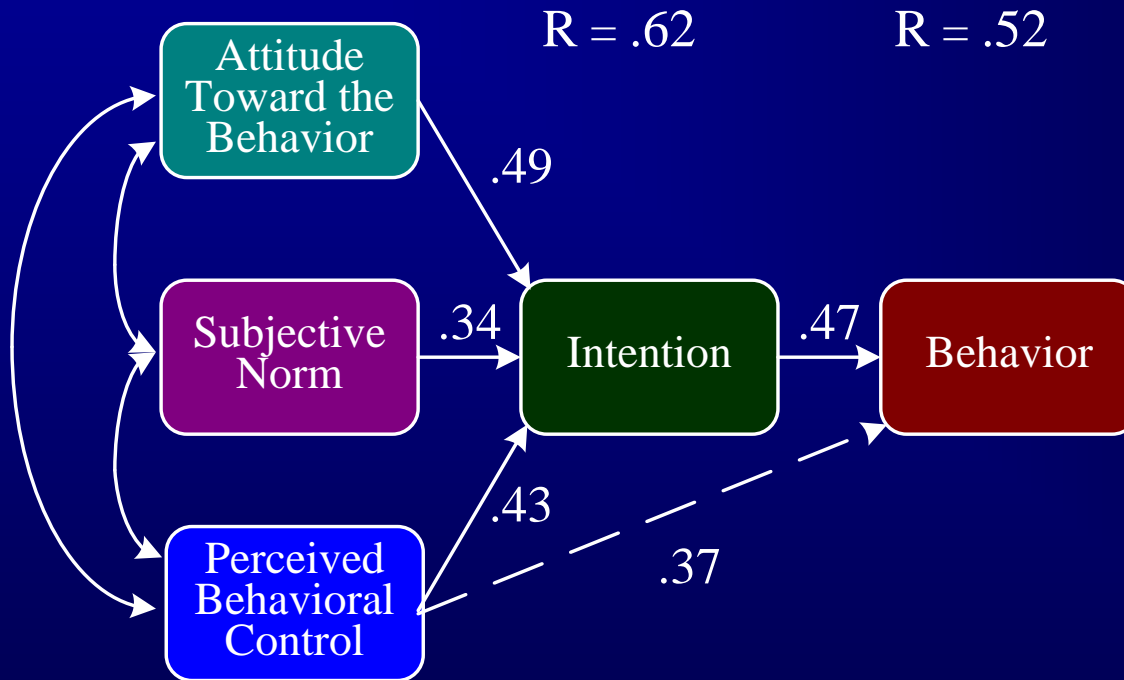 R = .62
R = .52
Attitude
Toward the
Behavior
.49
Subjective
Norm
.34
Intention
.47
Behavior
.43
.37
Perceived
Behavioral
Control